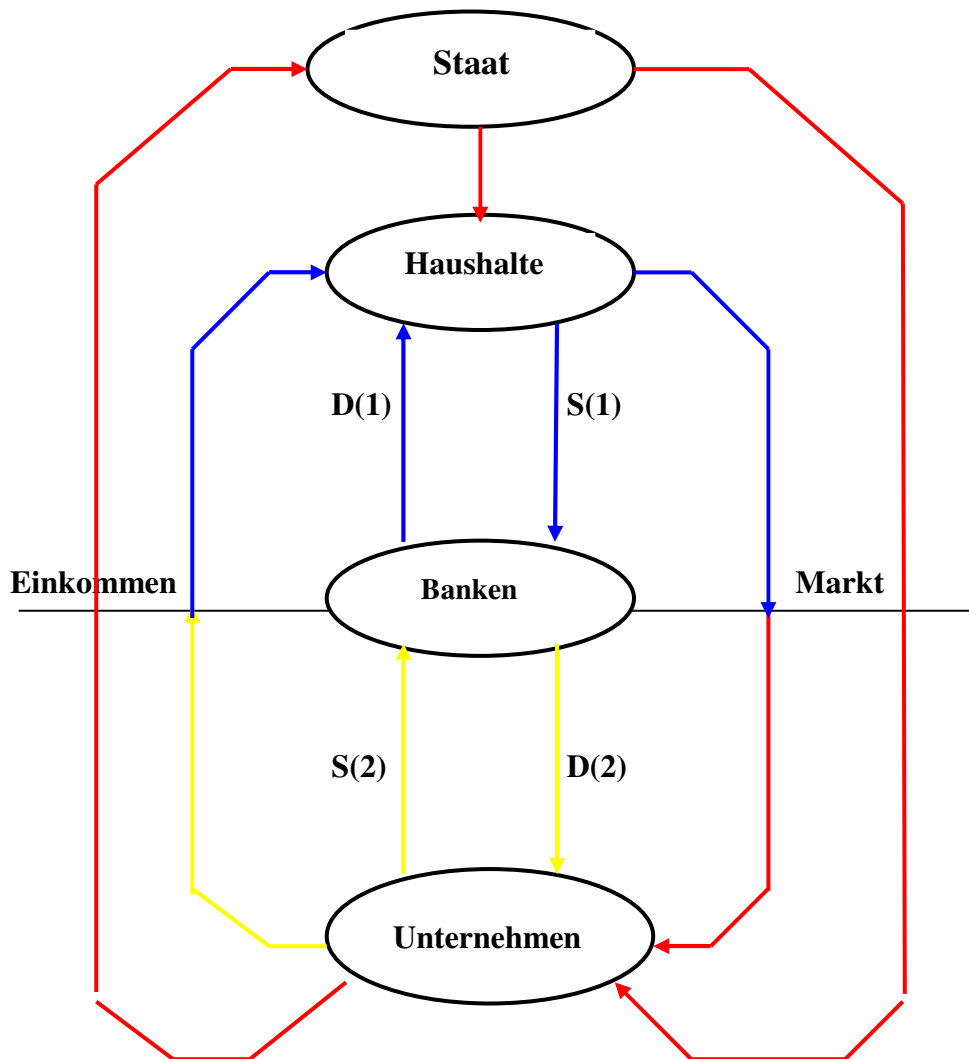 Staat
Haushalte
D(1)
S(1)
Einkommen
Banken
Markt
S(2)
D(2)
Unternehmen